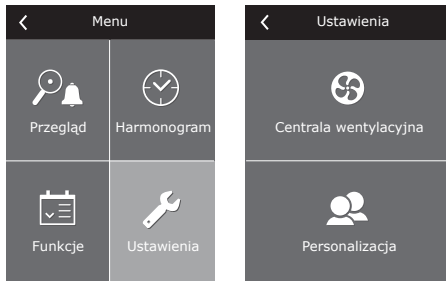 Menu
Przegląd
Harmonogram
Funkcje
Ustawienia
Ustawienia
Centrala wentylacyjna
Personalizacja